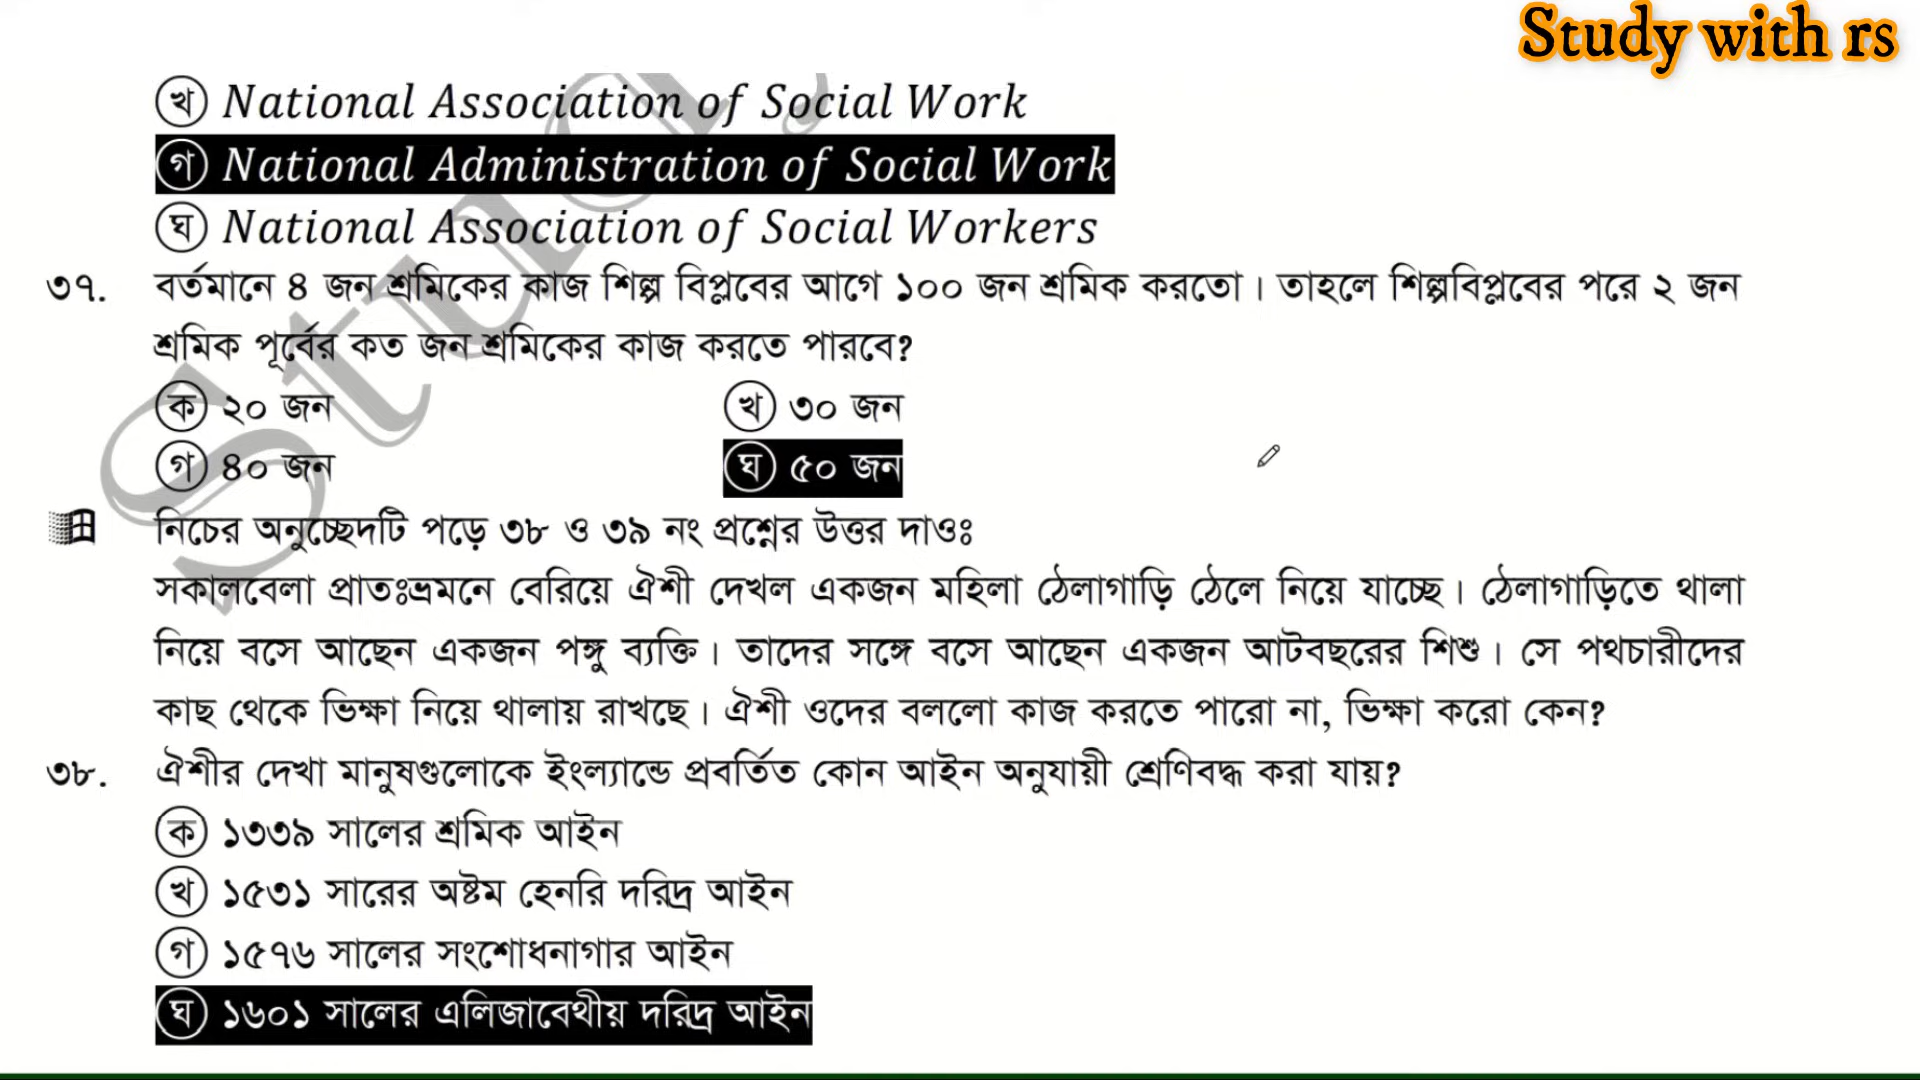 Study with rs
খ National Association of Social Work
গ National Administration of Social Work
ঘ National Association of Social Workers
৩৭. বর্তমানে ৪ জন শ্রমিকের কাজ শিল্প বিপ্লবের আগে ১০০ জন শ্রমিক করতো। তাহলে শিল্পবিপ্লবের পরে ২ জন
শ্রমিক পূর্বের কত জন শ্রমিকের কাজ করতে পারবে?
ক ২০ জন খ ৩০ জন
গ ৪০ জন ঘ ৫০ জন
নিচের অনুচ্ছেদটি পড়ে ৩৮ ও ৩৯ নং প্রশ্নের উত্তর দাওঃ
সকালবেলা প্রাতঃভ্রমনে বেরিয়ে ঐশী দেখল একজন মহিলা ঠেলাগাড়ি ঠেলে নিয়ে যাচ্ছে। ঠেলাগাড়িতে থালা
নিয়ে বসে আছেন একজন পঙ্গু ব্যক্তি। তাদের সঙ্গে বসে আছেন একজন আটবছরের শিশু। সে পথচারীদের
কাছ থেকে ভিক্ষা নিয়ে থালায় রাখছে। ঐশী ওদের বললো কাজ করতে পারো না, ভিক্ষা করো কেন?
৩৮. ঐশীর দেখা মানুষগুলোকে ইংল্যান্ডে প্রবর্তিত কোন আইন অনুযায়ী শ্রেণিবদ্ধ করা যায়?
ক ১৩৩৯ সালের শ্রমিক আইন
খ ১৫৩১ সারের অষ্টম হেনরি দরিদ্র আইন
গ ১৫৭৬ সালের সংশোধনাগার আইন
ঘ ১৬০১ সালের এলিজাবেথীয় দরিদ্র আইন